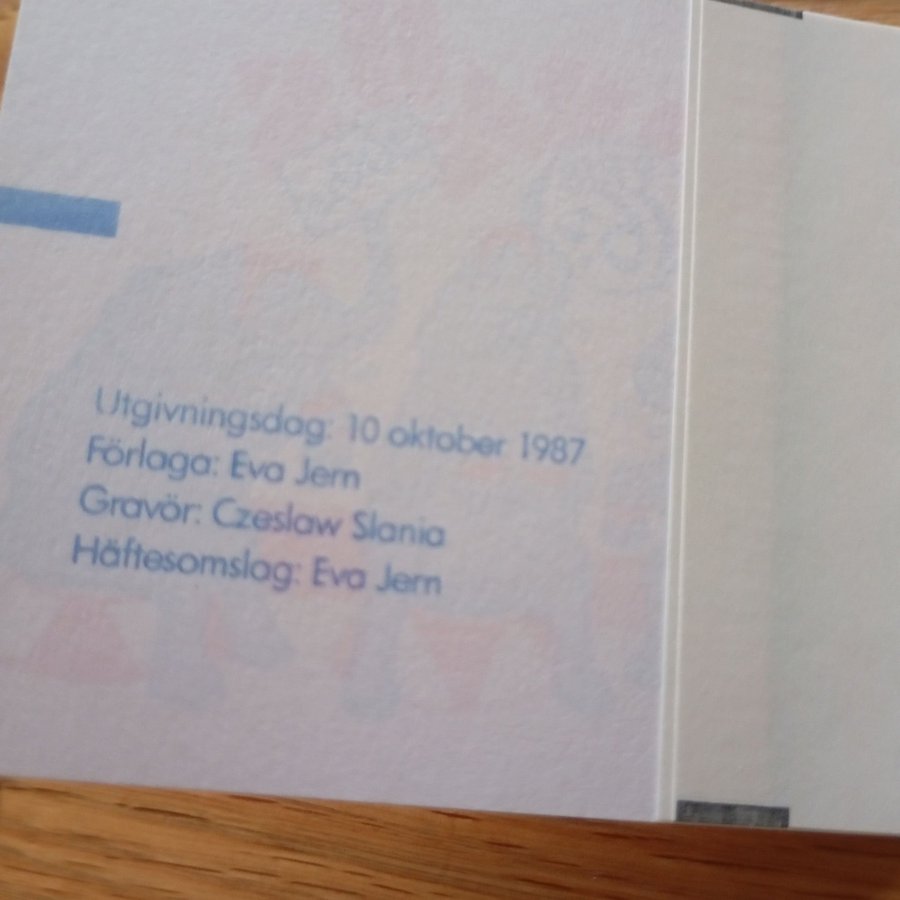 Utgivningsdag: 10 oktober 1987
Förlaga: Eva Jern
Gravör: Czeslaw Slania
Häftesomslag: Eva Jern